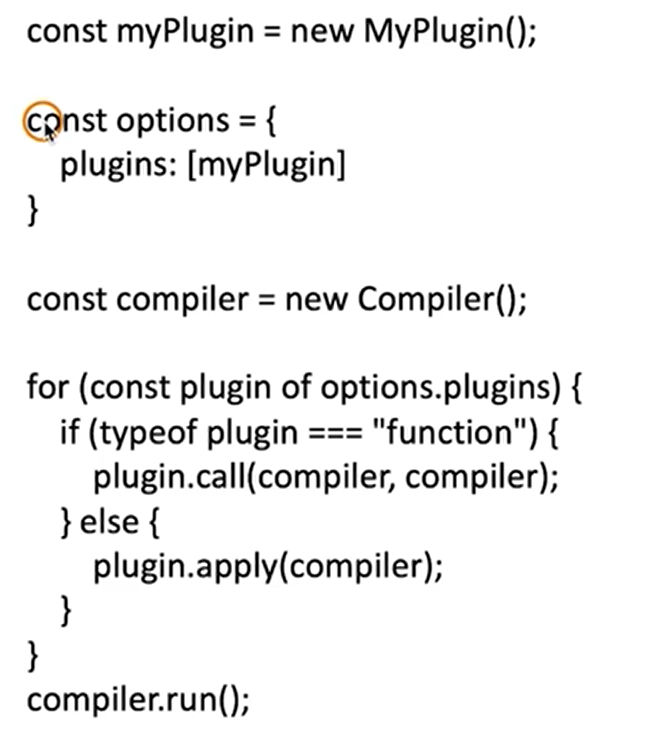 const myPlugin = new MyPlugin();
const options = {
plugins: [myPlugin]
}
const compiler = new Compiler();
for (const plugin of options.plugins) {
if (typeof plugin === "function") {
plugin.call(compiler, compiler);
} else {
plugin.apply(compiler);
}
}
compiler.run();